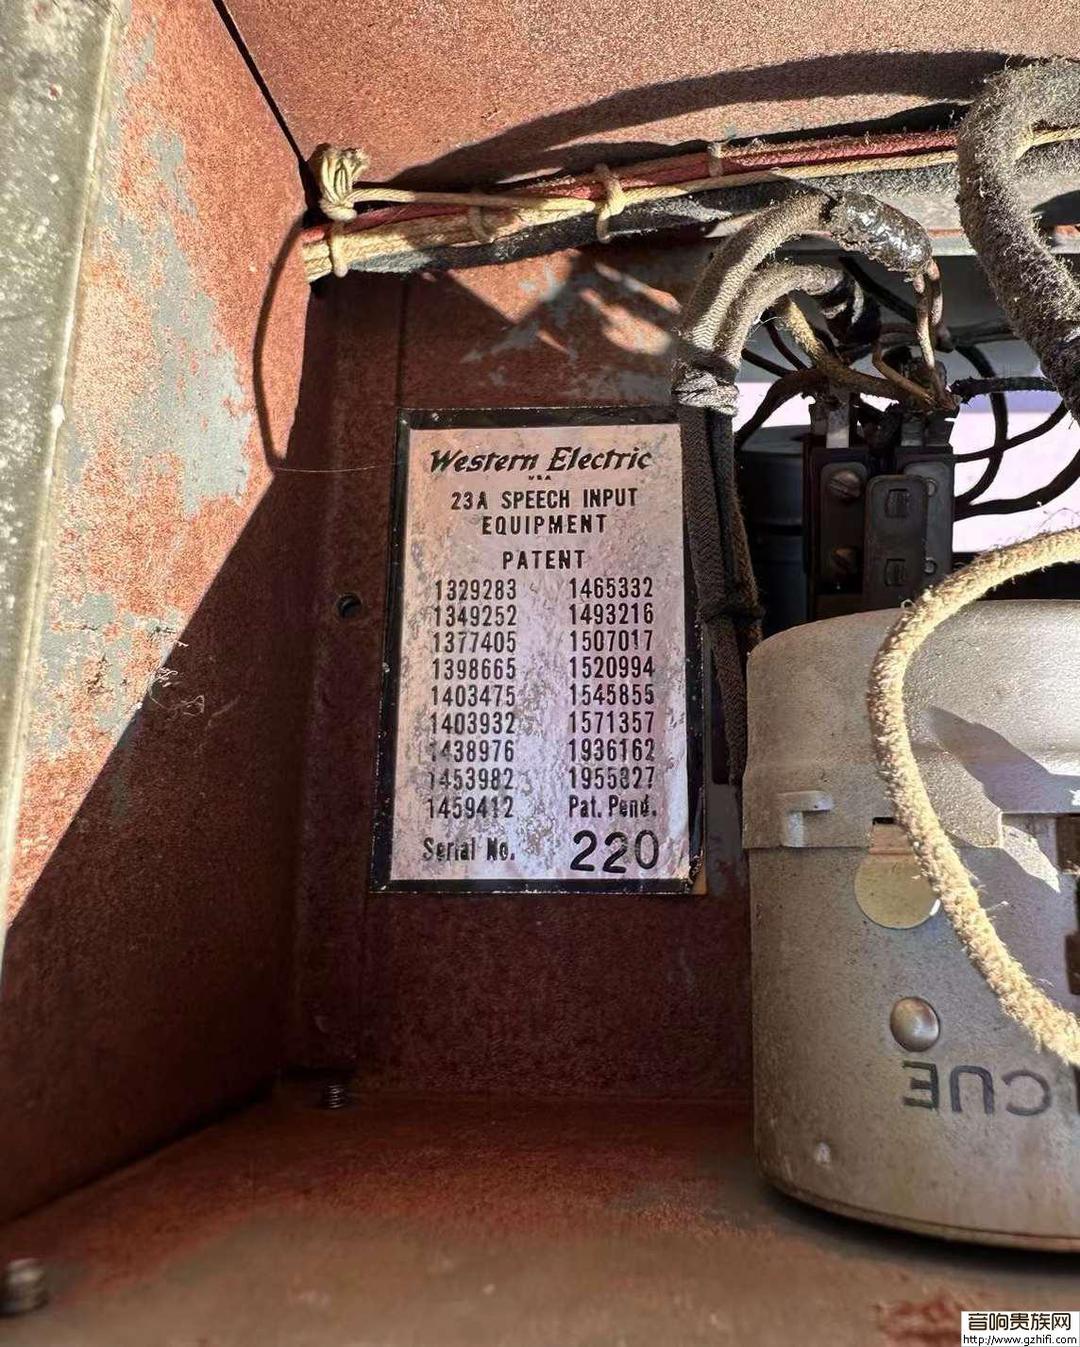 Western Electric
USA
23A SPEECH INPUT
EQUIPMENT
PATENT
1329283 1465332
1349252 1493216
1377405 1507017
1398665 1520994
1403475 1545855
1403932 1571357
1438976 1936162
1453982 1955827
1459412 Pat. Pend.
Serial No. 220
CUE
音响贵族网
http://www.gzhifi.com